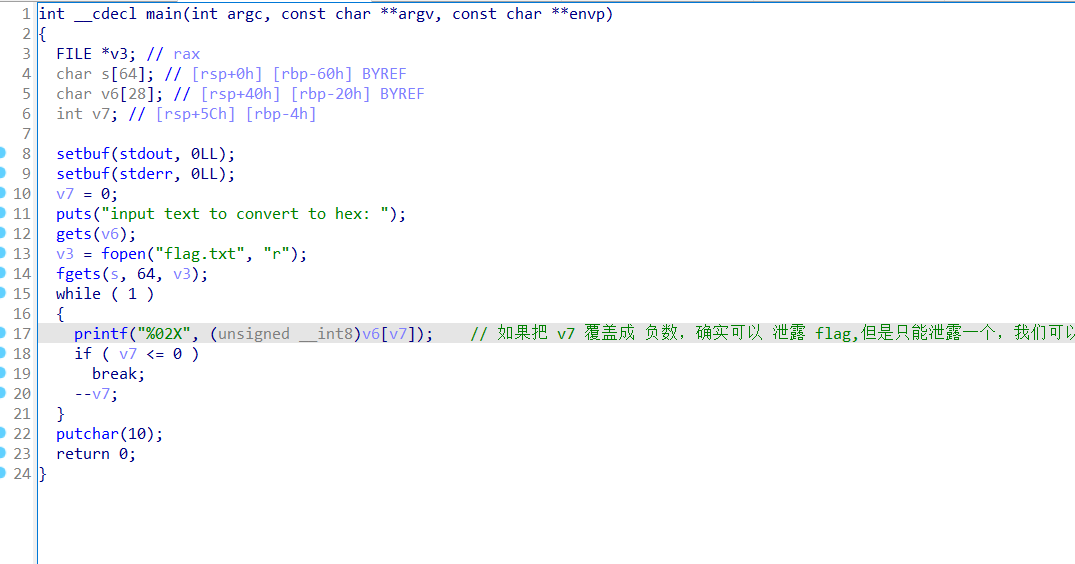 1 int __cdecl main(int argc, const char **argv, const char **envp)
2 {
3 FILE *v3; // rax
4 char s[64]; // [rsp+0h] [rbp-60h] BYREF
5 char v6[28]; // [rsp+40h] [rbp-20h] BYREF
6 int v7; // [rsp+5Ch] [rbp-4h]
7
8 setbuf(stdout, 0LL);
9 setbuf(stderr, 0LL);
10 v7 = 0;
11 puts("input text to convert to hex: ");
12 gets(v6);
13 v3 = fopen("flag.txt", "r");
14 fgets(s, 64, v3);
15 while ( 1 )
16 {
17 printf("%02X", (unsigned __int8)v6[v7]); // 如果把 v7 覆盖成 负数，确实可以 泄露 flag,但是只能泄露一个，我们可以
18 if ( v7 <= 0 )
19 break;
20 --v7;
21 }
22 putchar(10);
23 return 0;
24 }